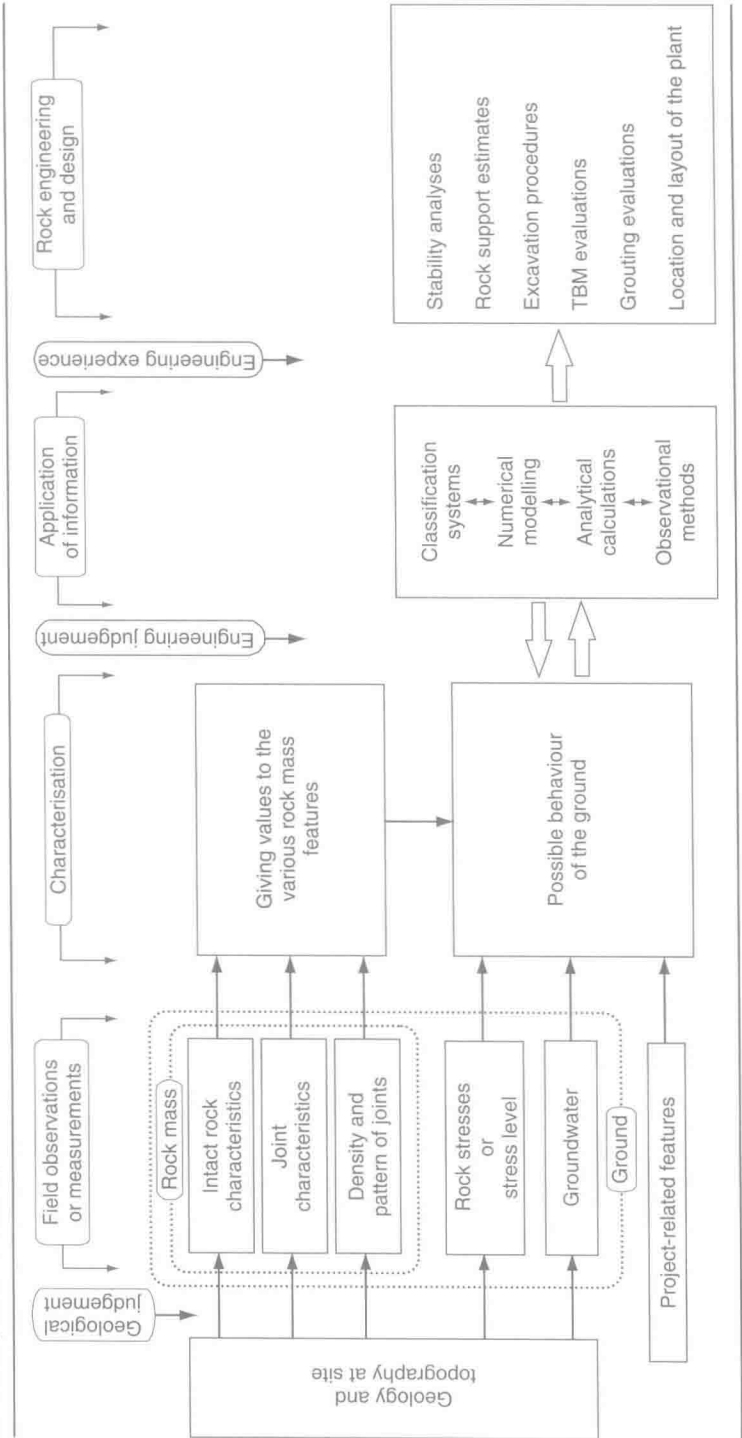 Field observations
or measurements
Characterisation
Application
of information
Rock engineering
and design
Geological
judgement
Engineering judgement
Engineering experience
Geology and
topography at site
Rock mass
Intact rock
characteristics
Joint
characteristics
Density and
pattern of joints
Rock stresses
or
stress level
Groundwater
Ground
Project-related features
Giving values to the
various rock mass
features
Possible behaviour
of the ground
Classification
systems
Numerical
modelling
Analytical
calculations
Observational
methods
Stability analyses
Rock support estimates
Excavation procedures
TBM evaluations
Grouting evaluations
Location and layout of the plant